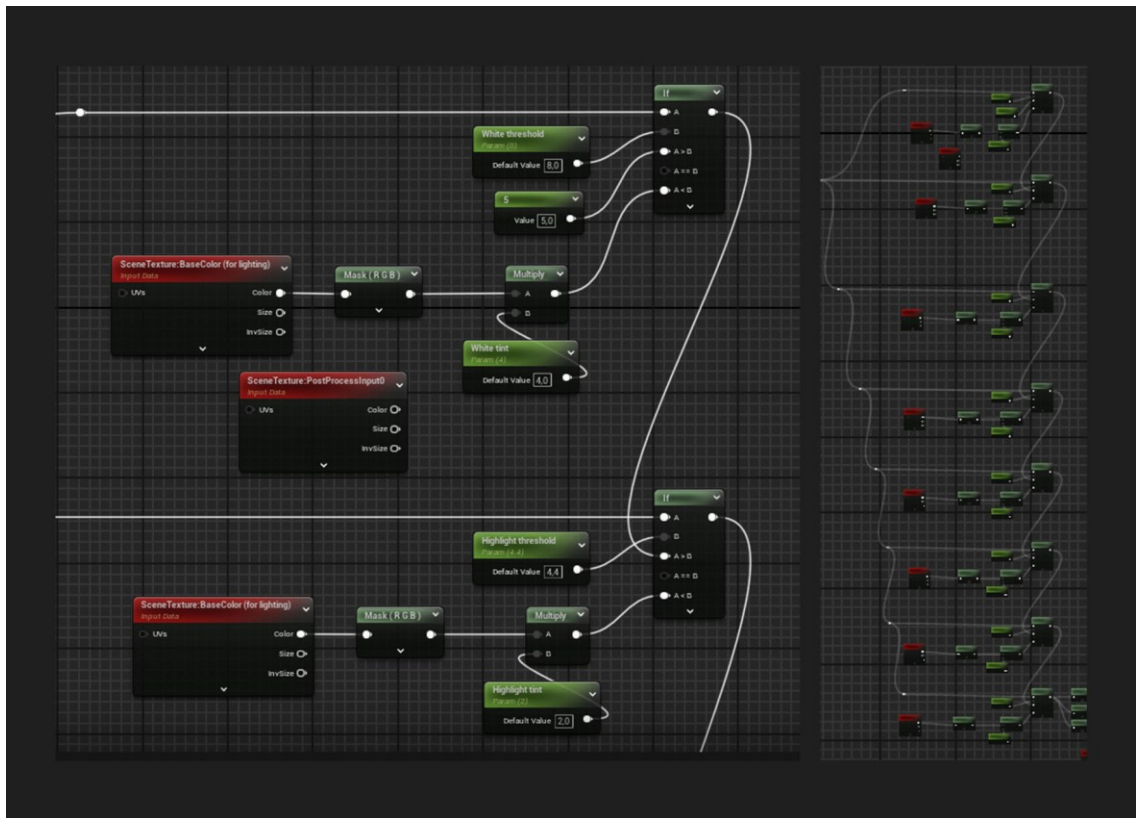 If
A
B
A > B
A == B
A < B
White threshold
Param (8)
Default Value 8,0
5
Value 5,0
SceneTexture:BaseColor (for lighting)
Input Data
UVs
Color
Size
InvSize
Mask ( R G B )
Multiply
A
B
White tint
Param (4)
Default Value 4,0
SceneTexture:PostProcessInput0
Input Data
UVs
Color
Size
InvSize
If
A
B
A > B
A == B
A < B
Highlight threshold
Param (4.4)
Default Value 4,4
SceneTexture:BaseColor (for lighting)
Input Data
UVs
Color
Size
InvSize
Mask ( R G B )
Multiply
A
B
Highlight tint
Param (2)
Default Value 2,0